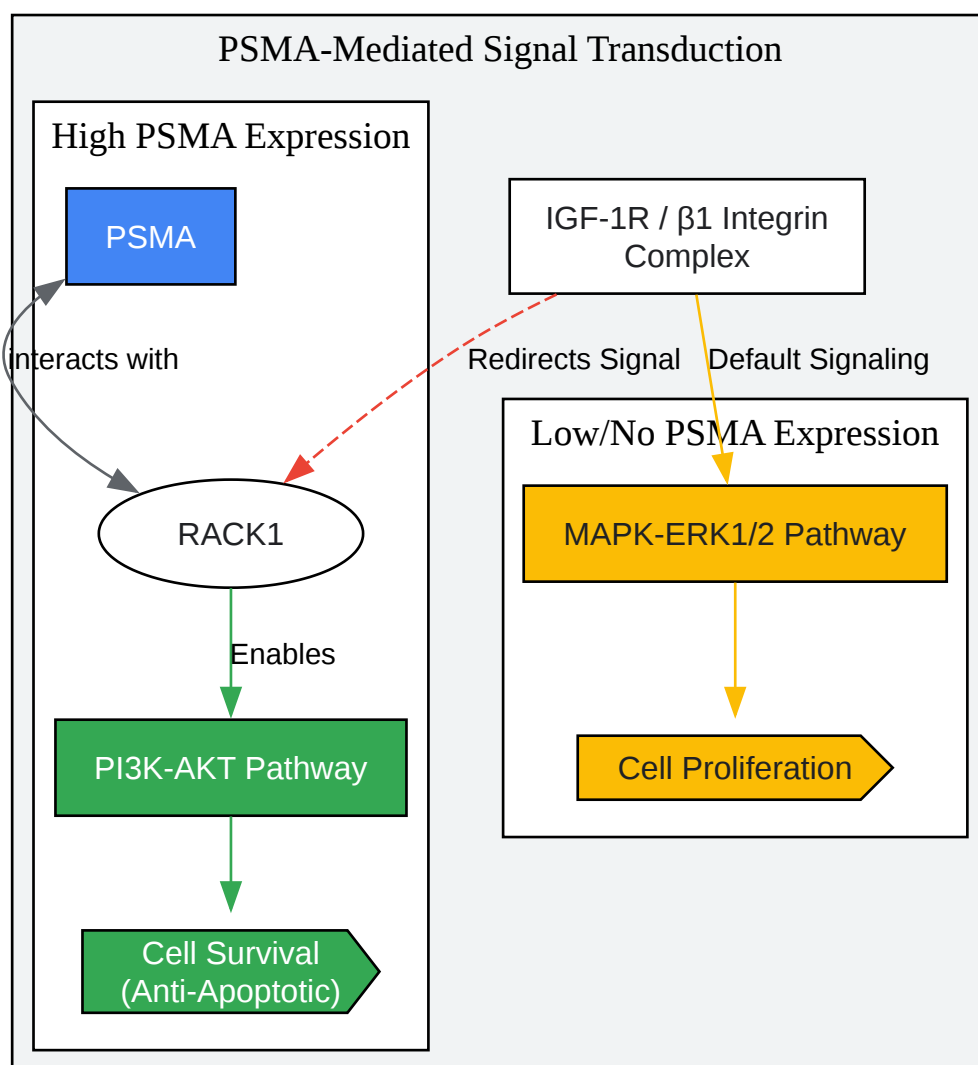 PSMA-Mediated Signal Transduction
High PSMA Expression
PSMA
IGF-1R / β1 Integrin
Complex
interacts with
Redirects Signal
Default Signaling
Low/No PSMA Expression
RACK1
MAPK-ERK1/2 Pathway
Enables
PI3K-AKT Pathway
Cell Proliferation
Cell Survival
(Anti-Apoptotic)